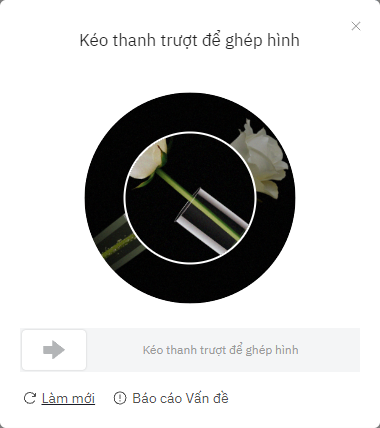 Kéo thanh trượt để ghép hình
Kéo thanh trượt để ghép hình
Làm mới
Báo cáo Vấn đề